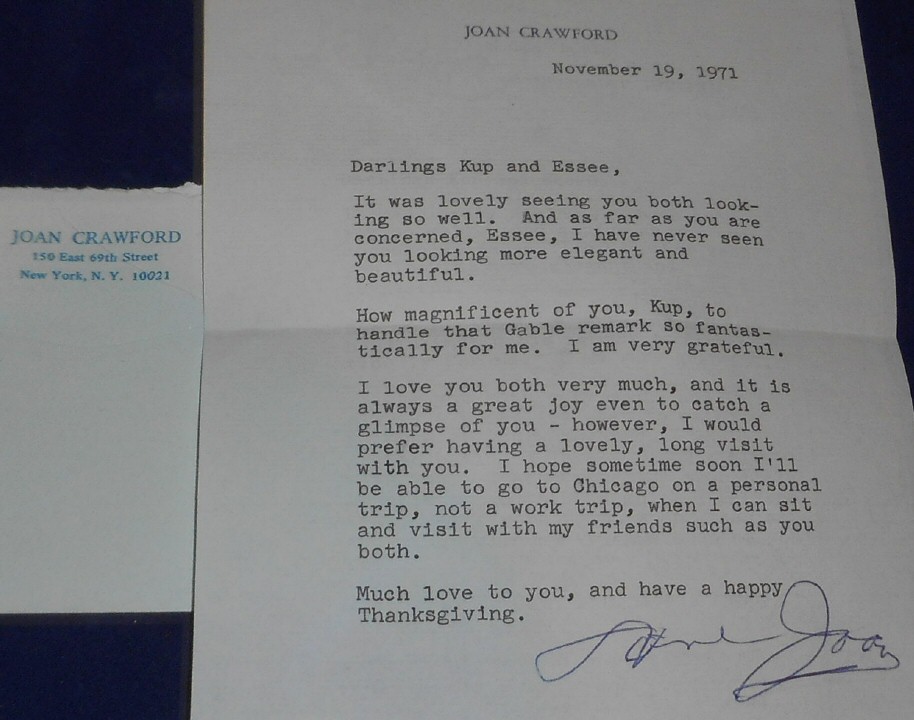 JOAN CRAWFORD
150 East 69th Street
New York, N. Y. 10021
JOAN CRAWFORD
November 19, 1971
Darlings Kup and Essee,
It was lovely seeing you both look-
ing so well. And as far as you are
concerned, Essee, I have never seen
you looking more elegant and
beautiful.
How magnificent of you, Kup, to
handle that Gable remark so fantas-
tically for me. I am very grateful.
I love you both very much, and it is
always a great joy even to catch a
glimpse of you - however, I would
prefer having a lovely, long visit
with you. I hope sometime soon I'll
be able to go to Chicago on a personal
trip, not a work trip, when I can sit
and visit with my friends such as you
both.
Much love to you, and have a happy
Thanksgiving.
Love Joan